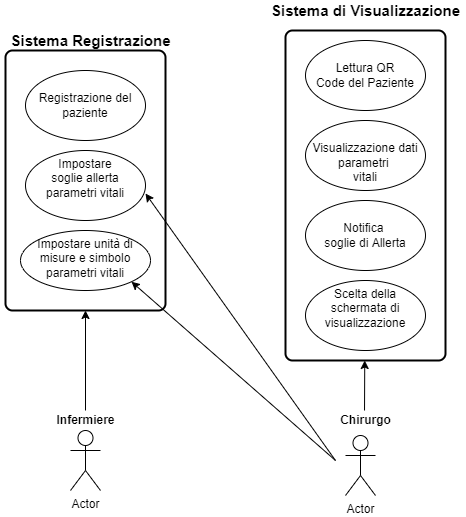 Sistema di Visualizzazione
Sistema Registrazione
Registrazione del
paziente
Impostare
soglie allerta
parametri vitali
Impostare unità di
misure e simbolo
parametri vitali
Lettura QR
Code del Paziente
Visualizzazione dati
parametri
vitali
Notifica
soglie di Allerta
Scelta della
schermata di
visualizzazione
Infermiere
Actor
Chirurgo
Actor